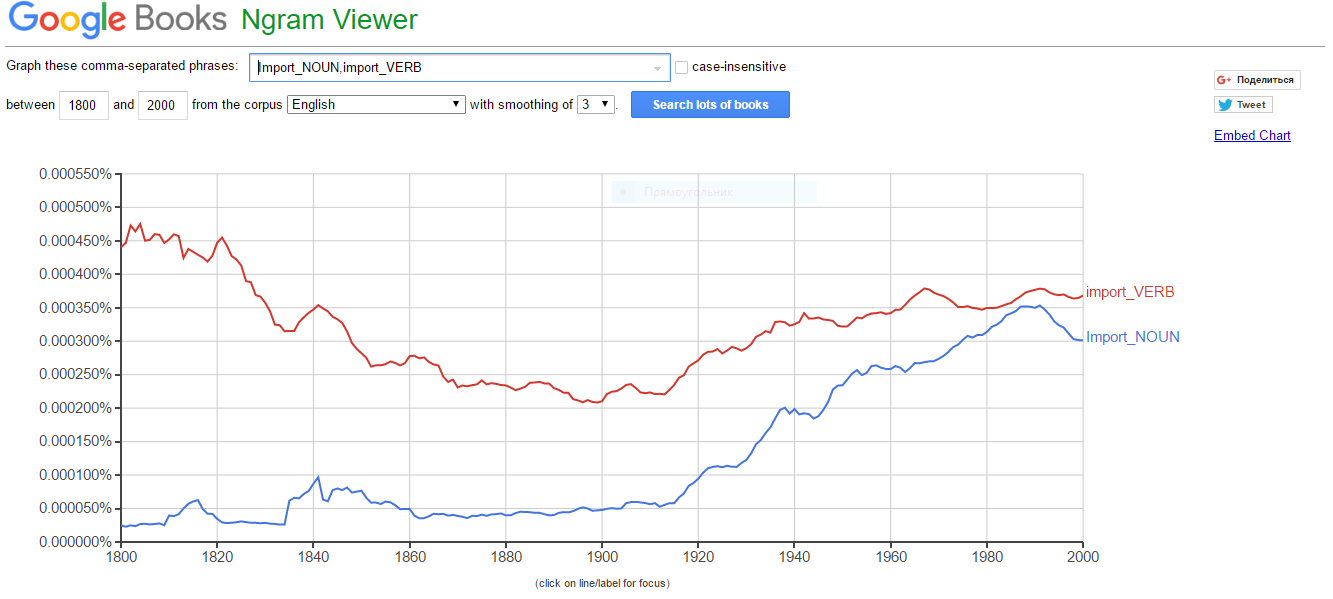 Google Books Ngram Viewer
Graph these comma-separated phrases: Import_NOUN,import_VERB case-insensitive
between 1800 and 2000 from the corpus English with smoothing of 3 . Search lots of books
Поделиться
Tweet
Embed Chart
Прямоугольник
0.000550%
0.000500%
0.000450%
0.000400%
0.000350%
0.000300%
0.000250%
0.000200%
0.000150%
0.000100%
0.000050%
0.000000%
import_VERB
Import_NOUN
1800 1820 1840 1860 1880 1900 1920 1940 1960 1980 2000
(click on line/label for focus)